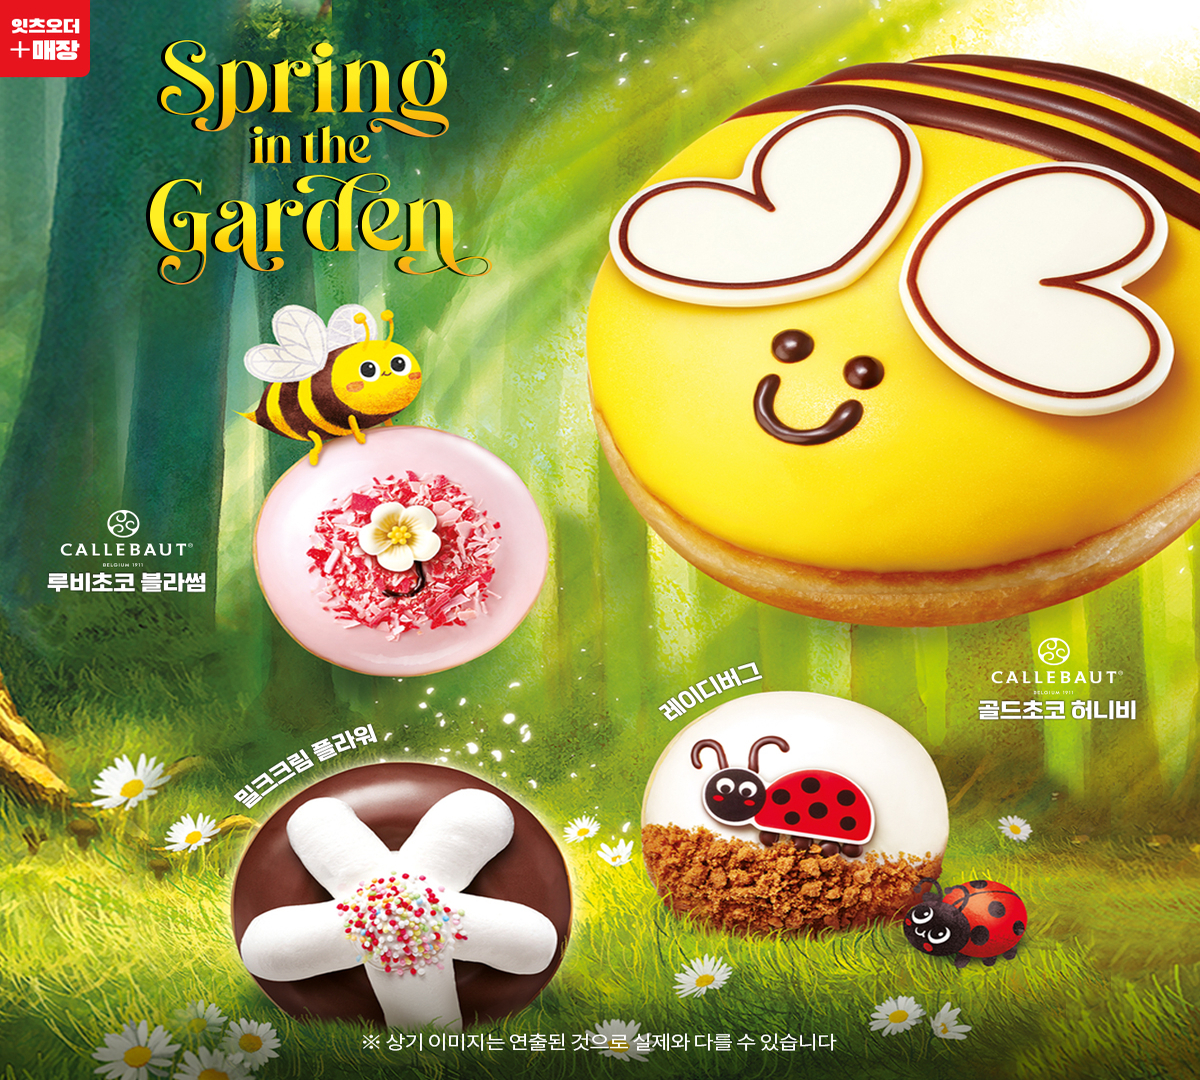 잇츠오더
+매장
Spring
in the
Garden
CALLEBAUT®
BELGIUM 1911
루비초코 블라썸
CALLEBAUT®
BELGIUM 1911
골드초코 허니비
레이디버그
밀크크림 플라워
※ 상기 이미지는 연출된 것으로 실제와 다를 수 있습니다